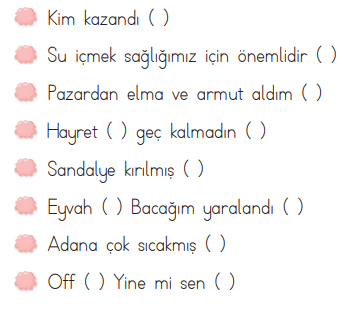 Kim kazandı ( )
Su içmek sağlığımız için önemlidir ( )
Pazardan elma ve armut aldım ( )
Hayret ( ) geç kalmadın ( )
Sandalye kırılmış ( )
Eyvah ( ) Bacağım yaralandı ( )
Adana çok sıcakmış ( )
Off ( ) Yine mi sen ( )